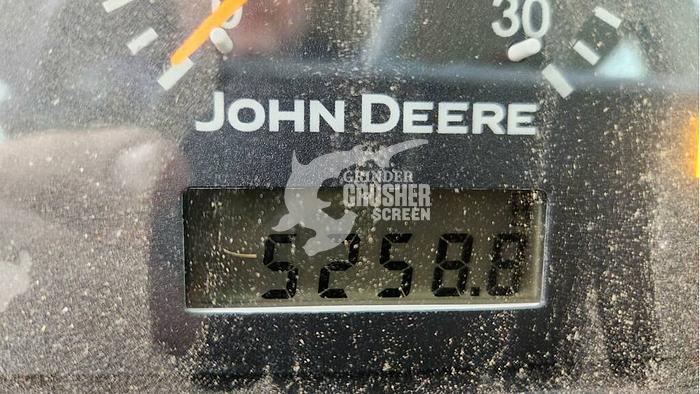 30
JOHN DEERE
GRINDER
CRUSHER
SCREEN
5258.8